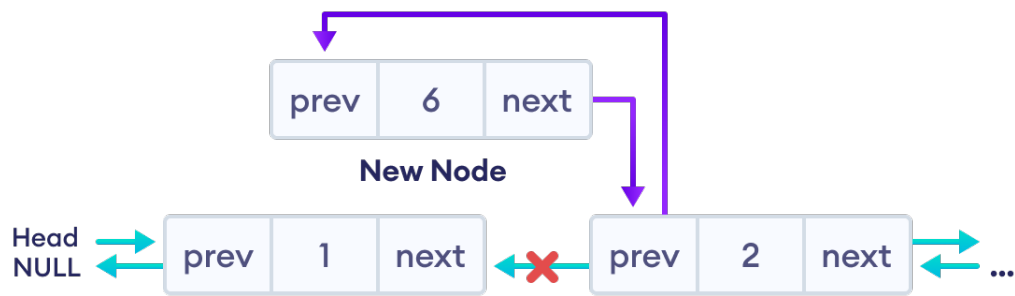 prev 6 next
New Node
Head
NULL
prev 1 next
prev 2 next
...